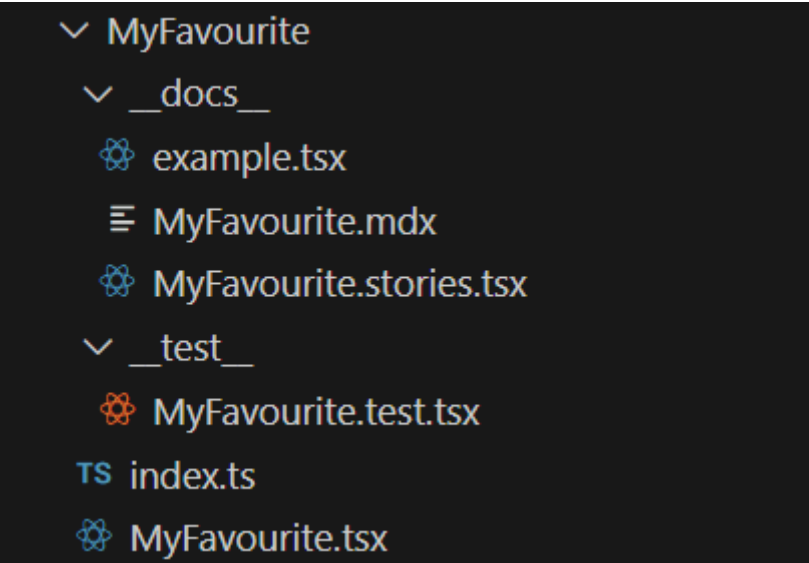 MyFavourite
__docs__
example.tsx
MyFavourite.mdx
MyFavourite.stories.tsx
__test__
MyFavourite.test.tsx
TS index.ts
MyFavourite.tsx